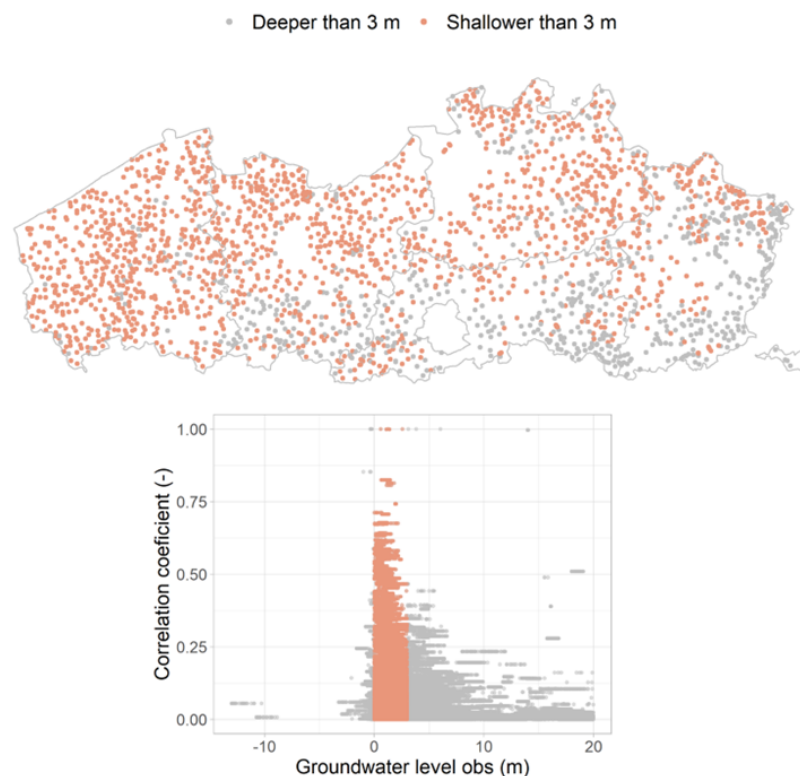 Deeper than 3 m Shallower than 3 m
1.00
0.75
0.50
0.25
0.00
Correlation coeficient (-)
-10 0 10 20
Groundwater level obs (m)